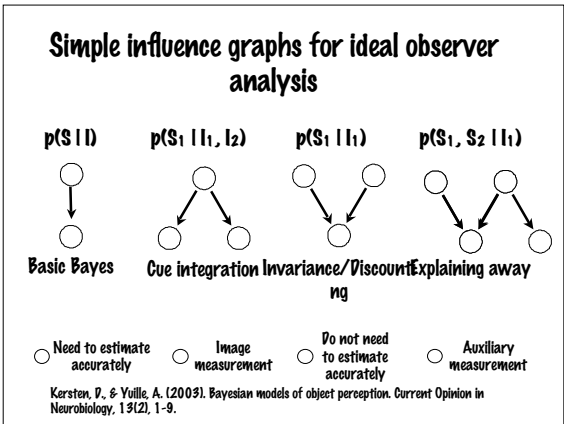 Simple influence graphs for ideal observer
analysis
p(S | I)
p(S₁ | I₁, I₂)
p(S₁ | I₁)
p(S₁, S₂ | I₁)
Basic Bayes
Cue integration
Invariance/Discounti
ng
Explaining away
Need to estimate
accurately
Image
measurement
Do not need
to estimate
accurately
Auxiliary
measurement
Kersten, D., & Yuille, A. (2003). Bayesian models of object perception. Current Opinion in
Neurobiology, 13(2), 1-9.